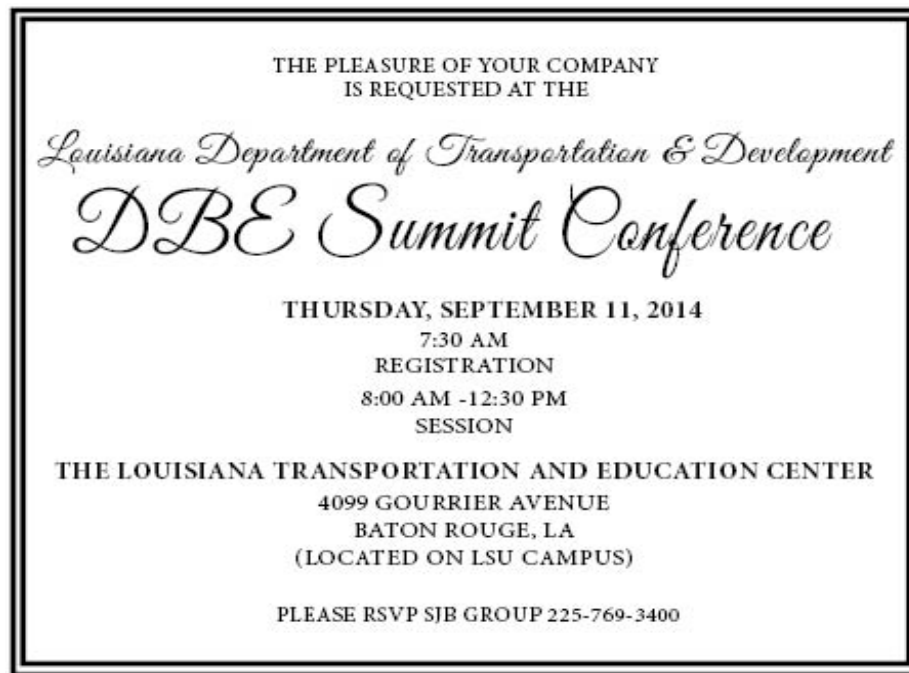 THE PLEASURE OF YOUR COMPANY
IS REQUESTED AT THE
Louisiana Department of Transportation & Development
DBE Summit Conference
THURSDAY, SEPTEMBER 11, 2014
7:30 AM
REGISTRATION
8:00 AM -12:30 PM
SESSION
THE LOUISIANA TRANSPORTATION AND EDUCATION CENTER
4099 GOURRIER AVENUE
BATON ROUGE, LA
(LOCATED ON LSU CAMPUS)
PLEASE RSVP SJB GROUP 225-769-3400